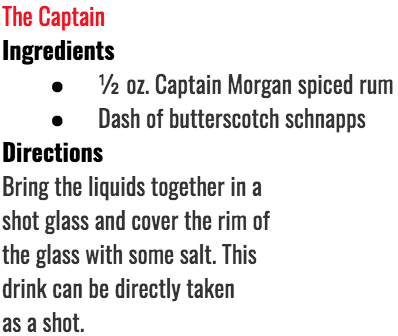 The Captain
Ingredients
● ½ oz. Captain Morgan spiced rum
● Dash of butterscotch schnapps
Directions
Bring the liquids together in a
shot glass and cover the rim of
the glass with some salt. This
drink can be directly taken
as a shot.